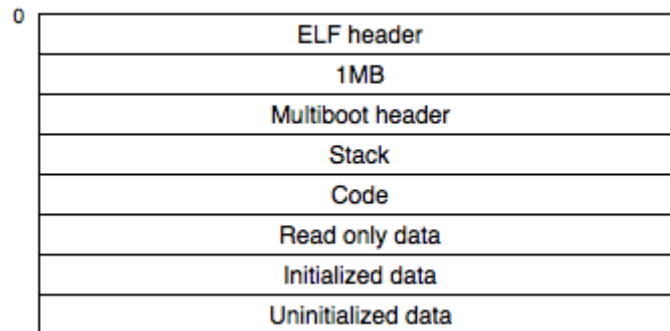 0
ELF header
1MB
Multiboot header
Stack
Code
Read only data
Initialized data
Uninitialized data